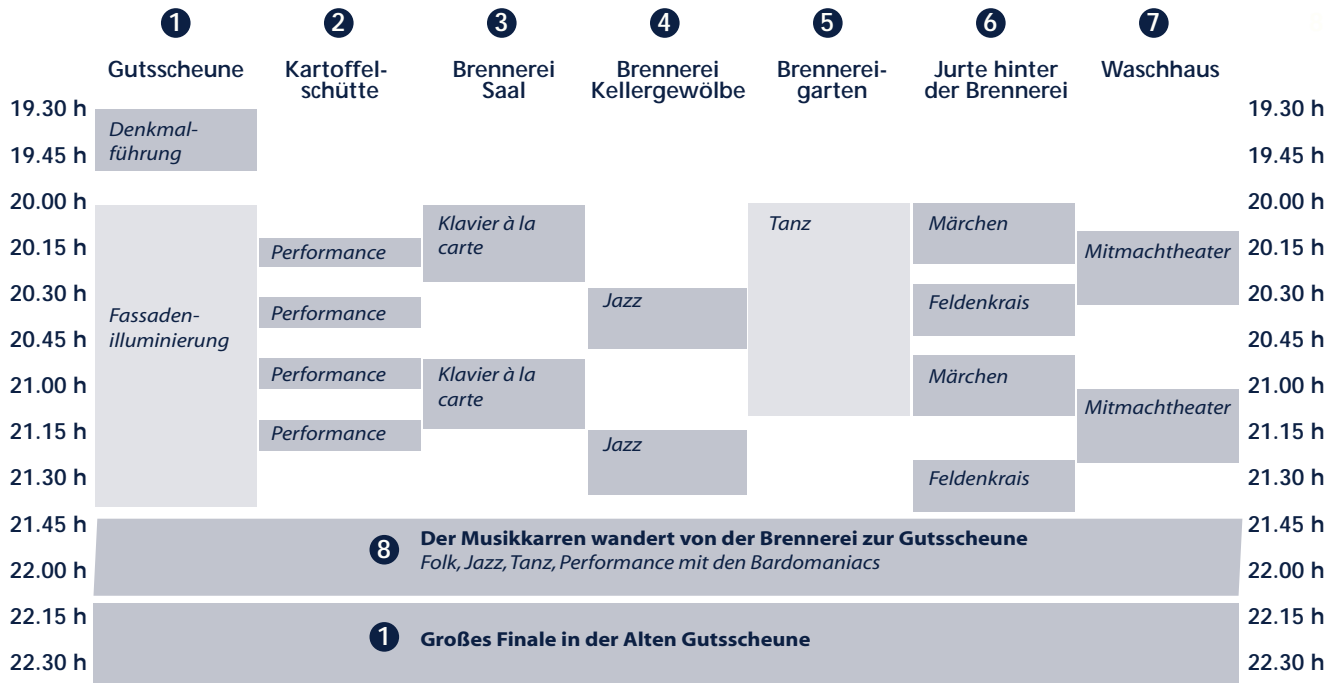 1 2 3 4 5 6 7
Gutsscheune Kartoffel- Brennerei Brennerei Brennerei- Jurte hinter Waschhaus
schütte Saal Kellergewölbe garten der Brennerei
19.30 h 19.30 h
Denkmal-
führung
19.45 h 19.45 h
20.00 h 20.00 h
Klavier à la Tanz Märchen
carte
20.15 h Performance Mitmachtheater 20.15 h
20.30 h Jazz Feldenkrais 20.30 h
Fassaden- Performance
illuminierung
20.45 h 20.45 h
Performance Klavier à la Märchen
carte
21.00 h 21.00 h
Mitmachtheater
21.15 h Performance 21.15 h
Jazz
21.30 h Feldenkrais 21.30 h
21.45 h 21.45 h
8 Der Musikkarren wandert von der Brennerei zur Gutsscheune
Folk, Jazz, Tanz, Performance mit den Bardomaniacs
22.00 h 22.00 h
22.15 h 22.15 h
1 Großes Finale in der Alten Gutsscheune
22.30 h 22.30 h